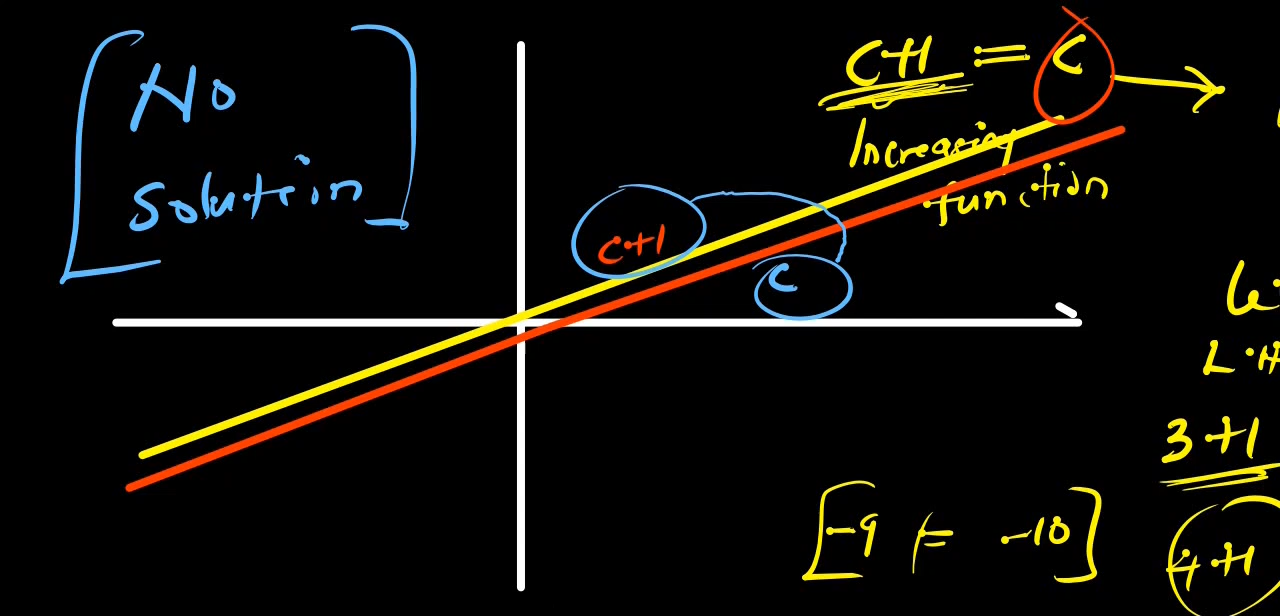 No
Solution
C+1 = C
Increasing
function
C+1
C
L.H
3+1
[-9 ≠ -10]
4+1